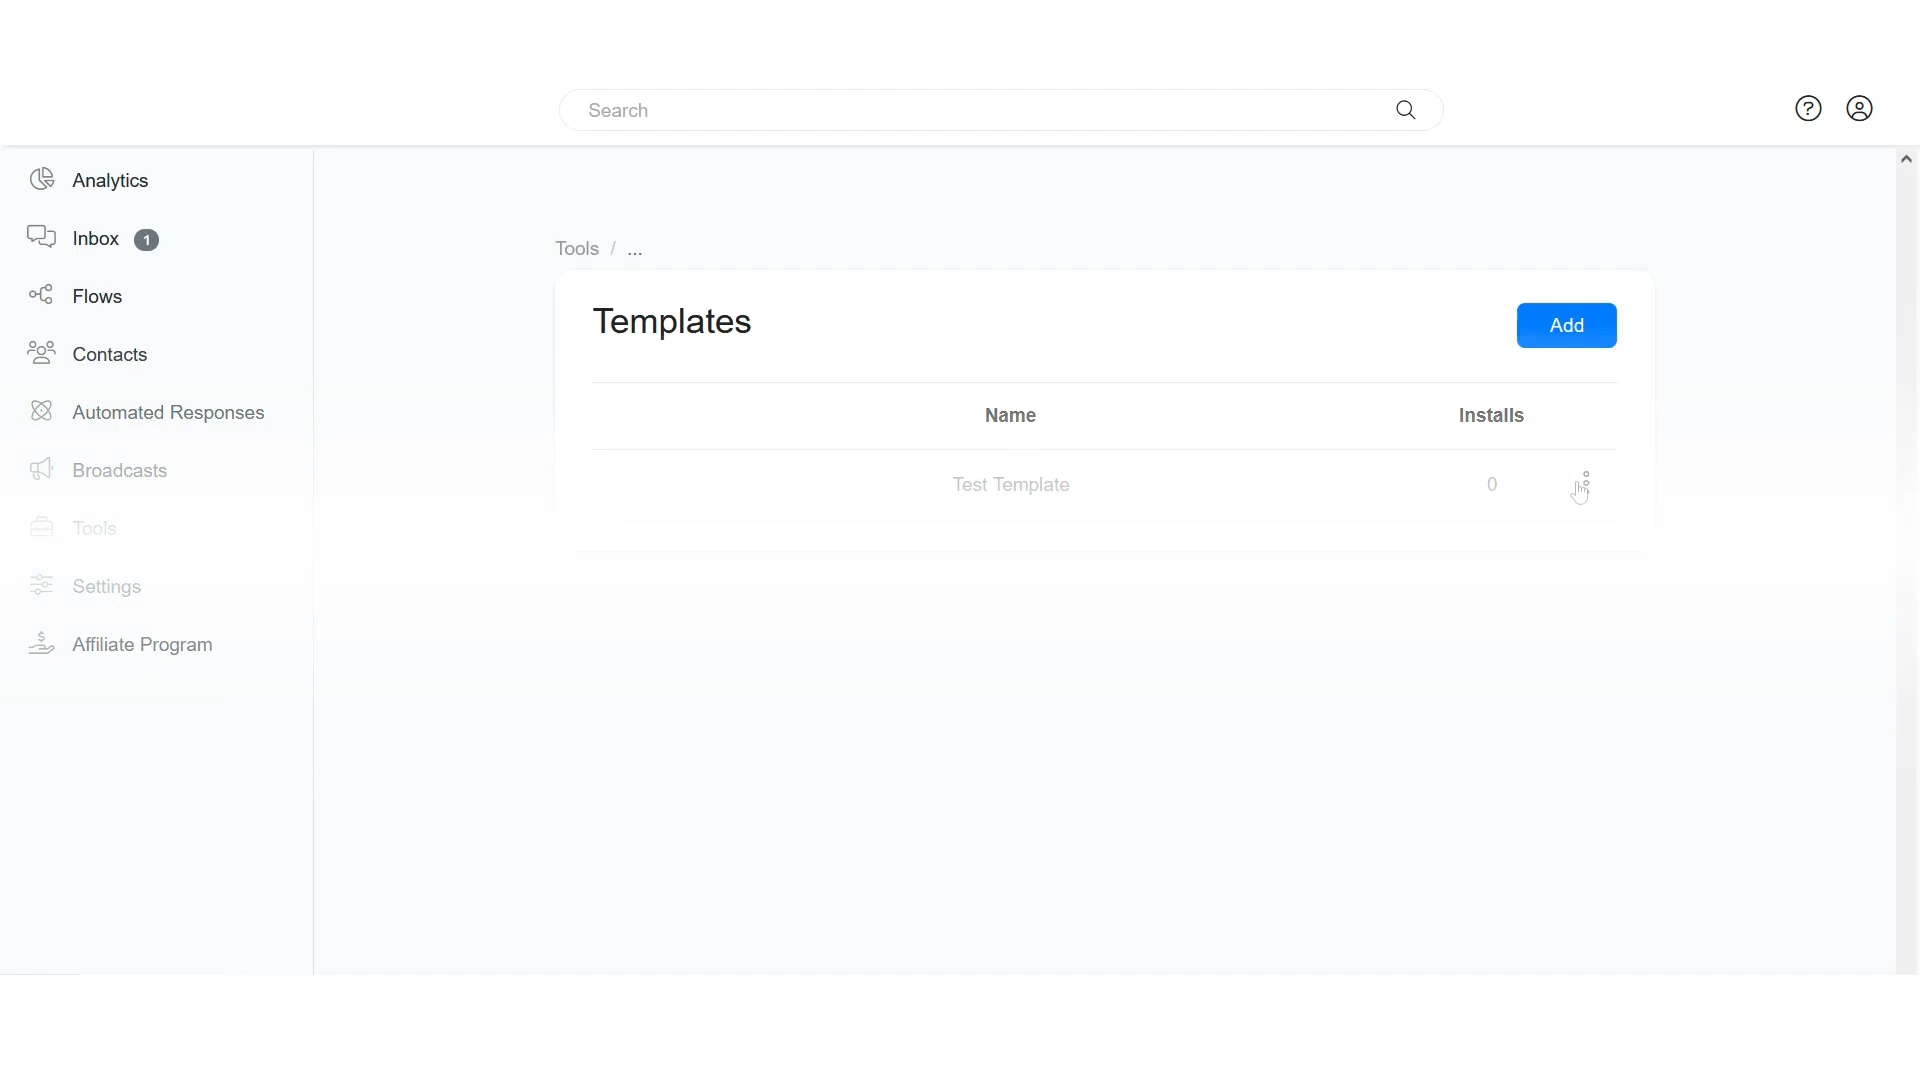 Search
Analytics
Inbox 1
Flows
Contacts
Automated Responses
Broadcasts
Tools
Settings
Affiliate Program
Tools / ...
Templates
Add
Name Installs
Test Template 0